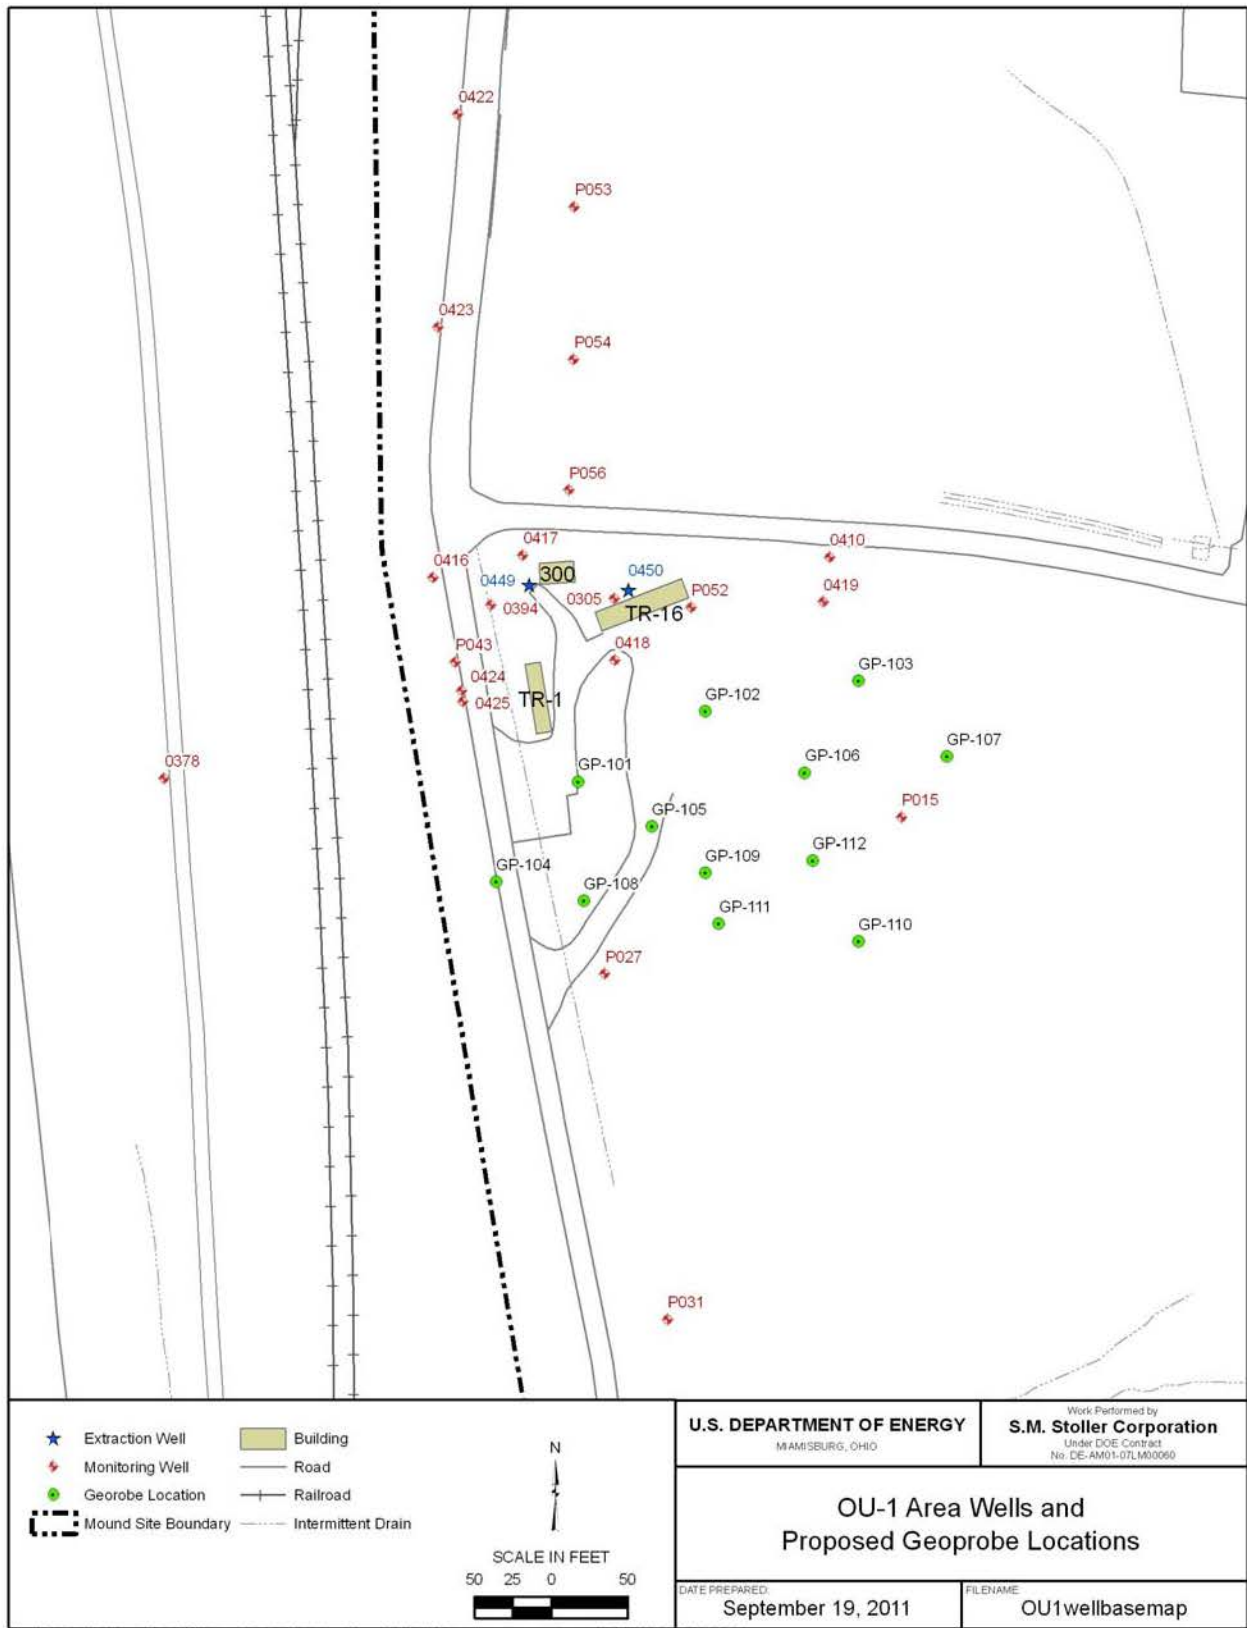 0422
P053
0423
P054
P056
0417
0410
0416
0449
300
0450
0394
0305
P052
0419
TR-16
P043
0418
0424
0425
TR-1
GP-103
GP-102
GP-107
0378
GP-101
GP-106
P015
GP-105
GP-112
GP-104
GP-109
GP-108
GP-111
GP-110
P027
P031
Extraction Well
Building
Monitoring Well
Road
Georobe Location
Railroad
Mound Site Boundary
Intermittent Drain
N
SCALE IN FEET
50 25 0 50
U.S. DEPARTMENT OF ENERGY
MIAMISBURG, OHIO
Work Performed by
S.M. Stoller Corporation
Under DOE Contract
No. DE-AM01-07LM00060
OU-1 Area Wells and
Proposed Geoprobe Locations
DATE PREPARED:
September 19, 2011
FILENAME
OU1wellbasemap